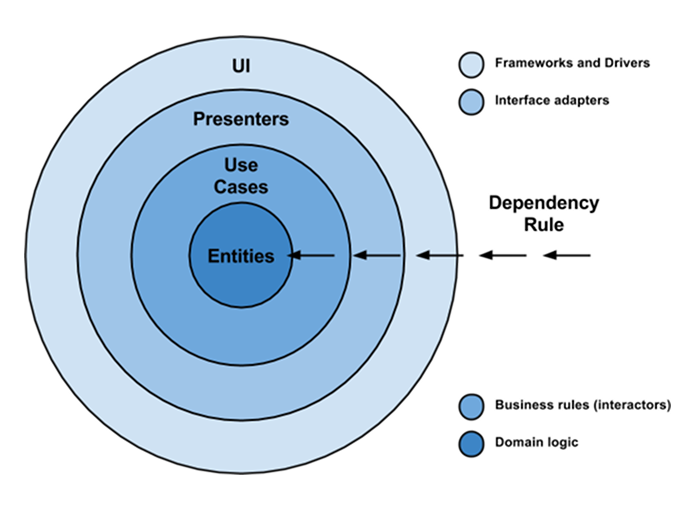 UI
Presenters
Use
Cases
Entities
Frameworks and Drivers
Interface adapters
Dependency
Rule
Business rules (interactors)
Domain logic